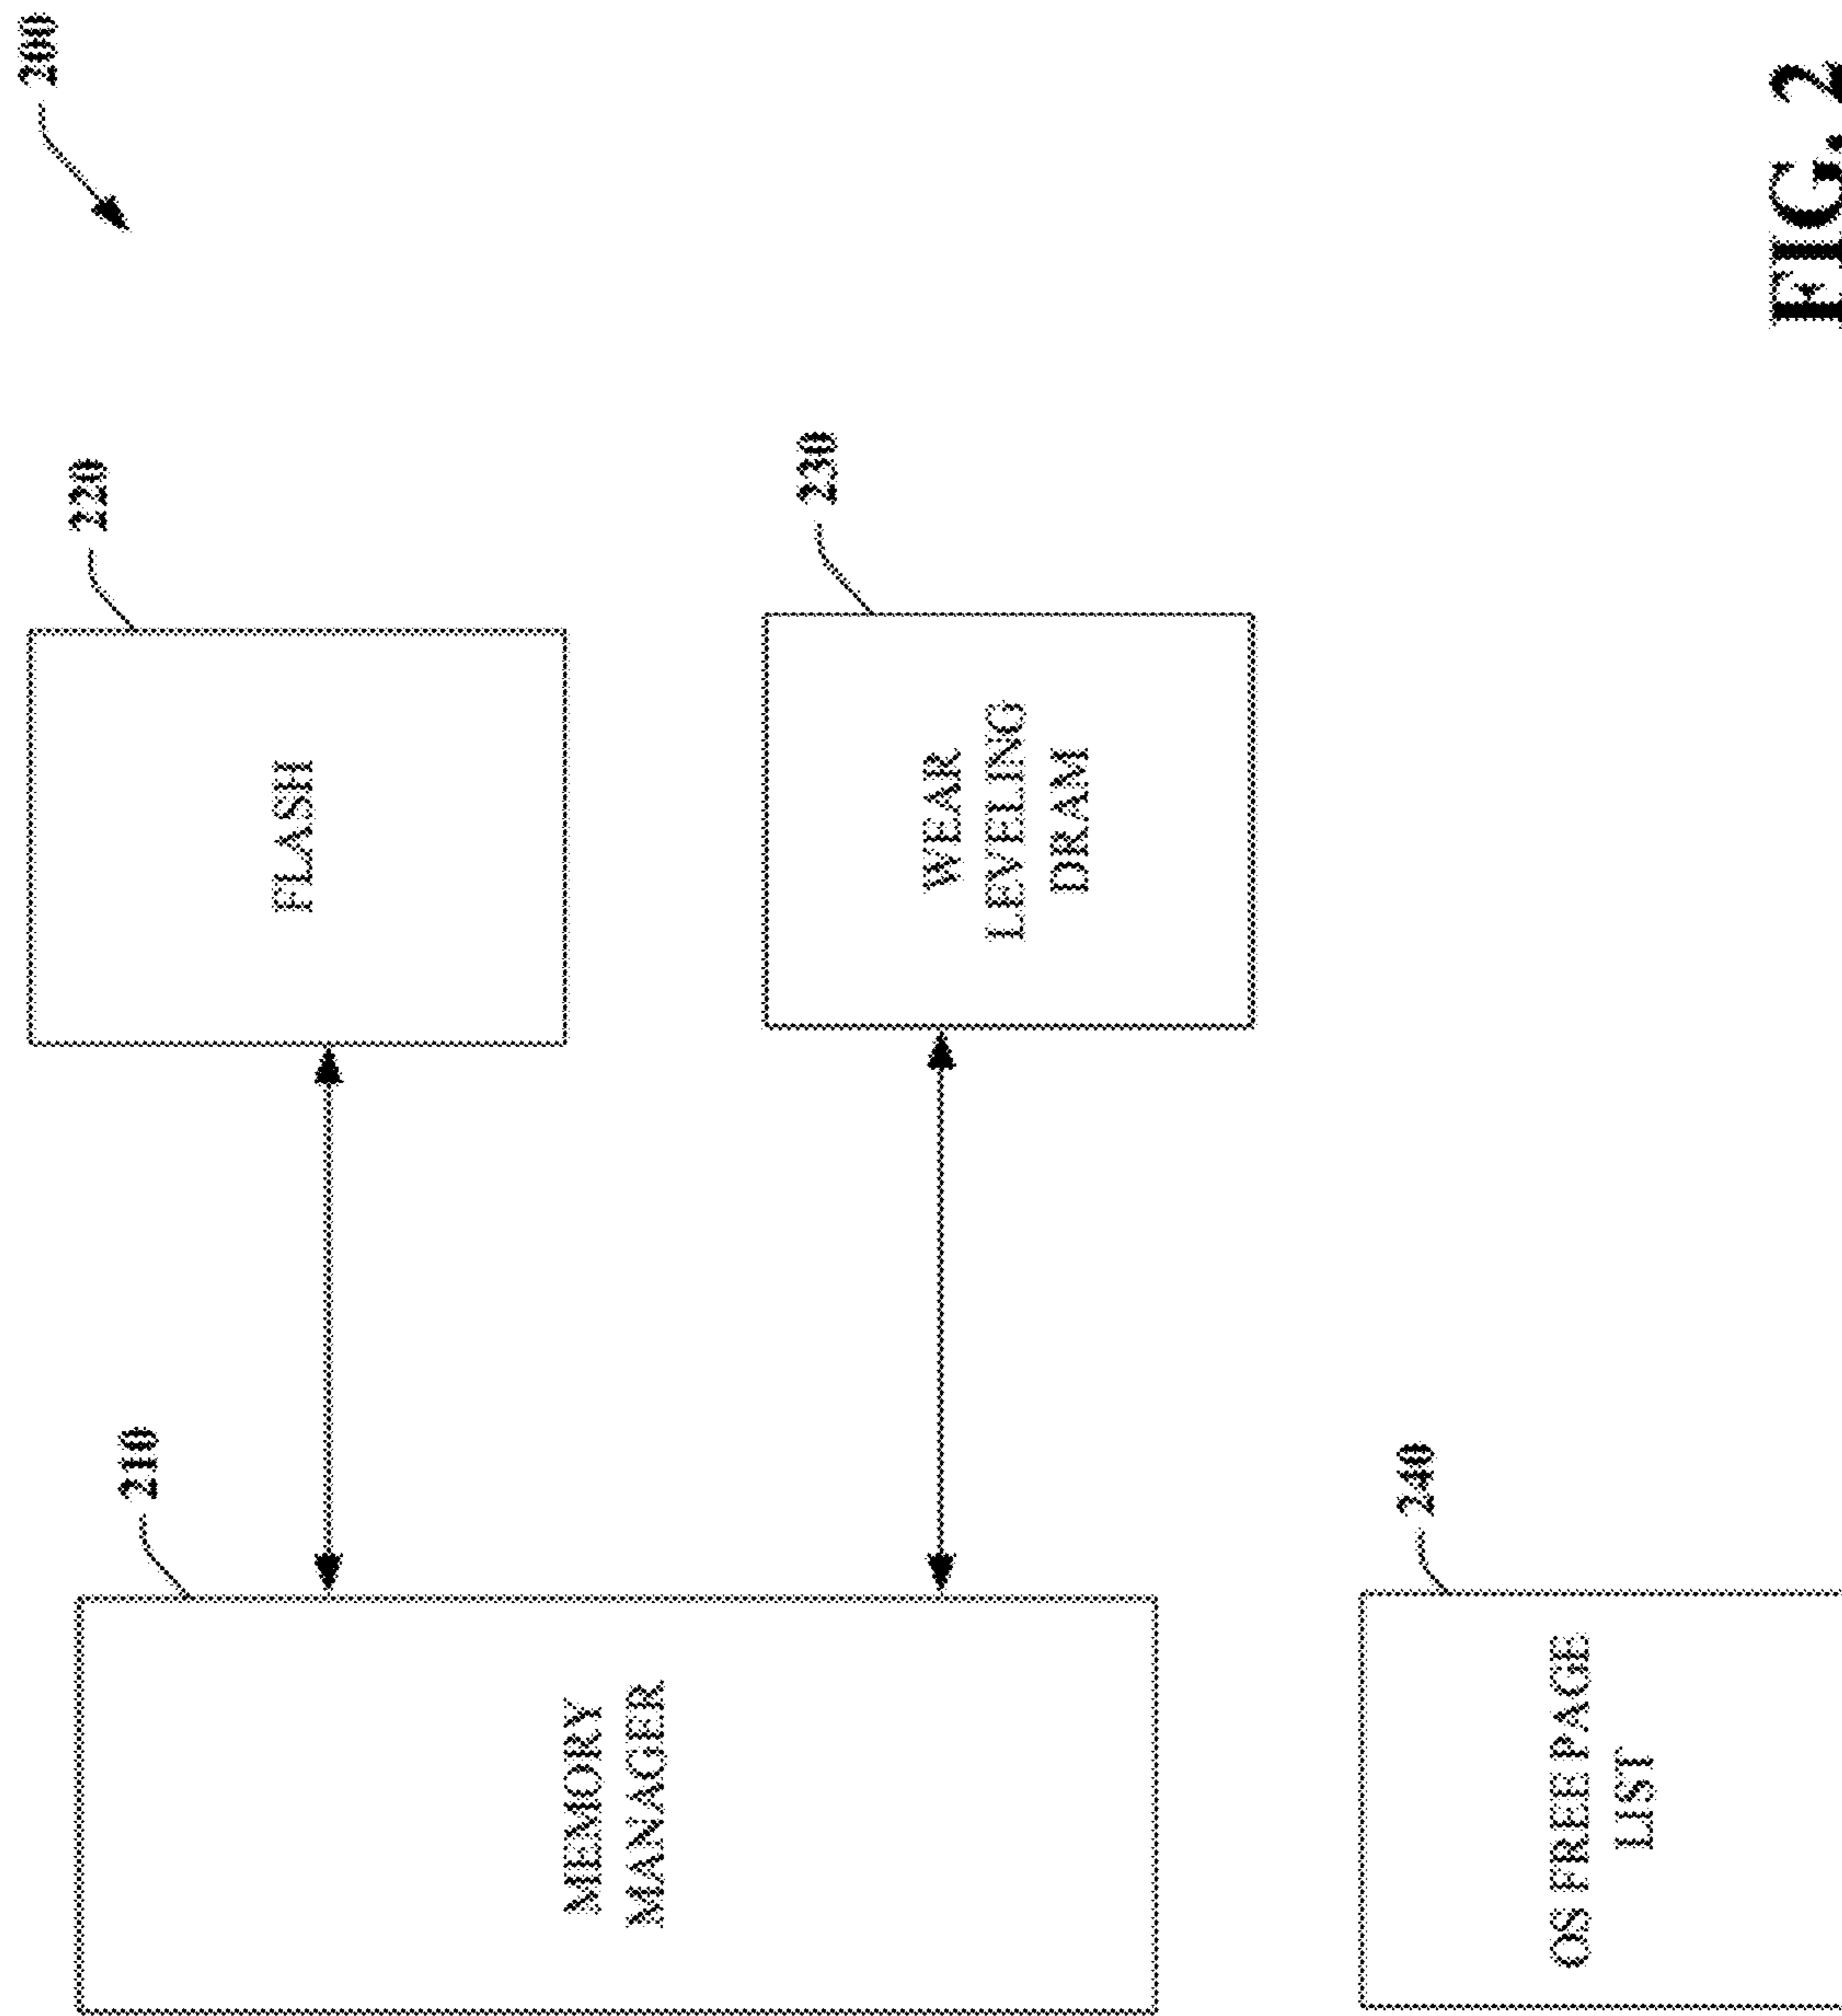 200
210
220
MEMORY
MANAGER
FLASH
230
WEAR
LEVELING
DRAM
240
OS FREE PAGE
LIST
FIG. 2